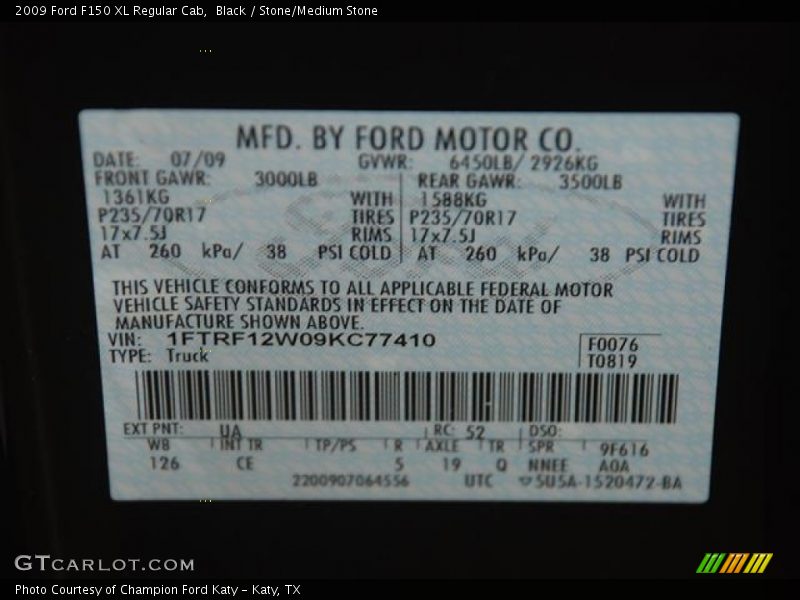 2009 Ford F150 XL Regular Cab,  Black / Stone/Medium Stone
MFD. BY FORD MOTOR CO.
DATE: 07/09 GVWR: 6450LB/ 2926KG
FRONT GAWR: 3000LB REAR GAWR: 3500LB
1361KG WITH 1588KG WITH
P235/70R17 TIRES P235/70R17 TIRES
17x7.5J RIMS 17x7.5J RIMS
AT 260 kPa/ 38 PSI COLD AT 260 kPa/ 38 PSI COLD
THIS VEHICLE CONFORMS TO ALL APPLICABLE FEDERAL MOTOR
VEHICLE SAFETY STANDARDS IN EFFECT ON THE DATE OF
MANUFACTURE SHOWN ABOVE.
VIN: 1FTRF12W09KC77410 F0076
TYPE: Truck T0819
EXT PNT: UA RC: 52 DSO:
WB INT TR TP/PS R AXLE TR SPR 9F616
126 CE 5 19 Q NNEE AOA
2200907064556 UTC 5U5A-1520472-BA
GTCARLOT.COM
Photo Courtesy of Champion Ford Katy - Katy, TX